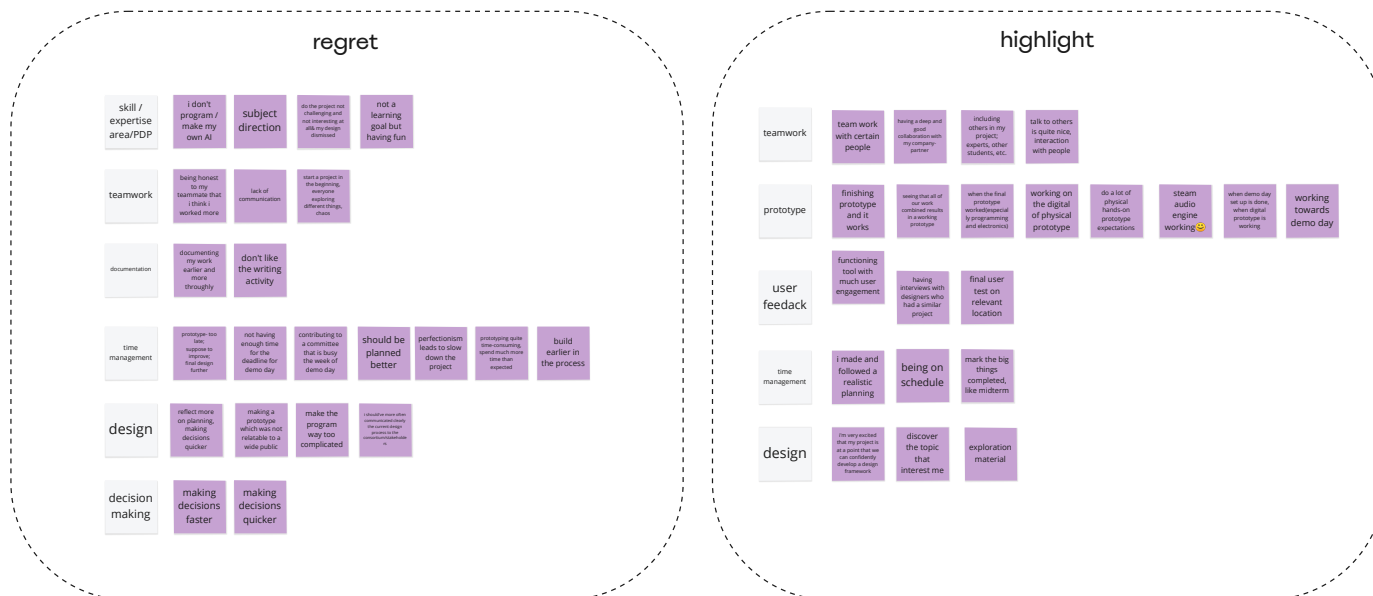 regret
skill /
expertise
area/PDP
i don't
program /
make my
own AI
subject
direction
do the project not
challenging and
not interesting at
all& my design
dismissed
not a
learning
goal but
having fun
teamwork
being honest
to my
teammate that
i think i
worked more
lack of
communication
start a project in
the beginning,
everyone
exploring
different things,
chaos
documentation
documenting
my work
earlier and
more
throughly
don't like
the writing
activity
time
management
prototype- too
late;
suppose to
improve;
final design
further
not having
enough time
for the
deadline for
demo day
contributing to
a committee
that is busy
the week of
demo day
should be
planned
better
perfectionism
leads to slow
down the
project
prototyping quite
time-consuming,
spend much more
time than
expected
build
earlier in
the process
design
reflect more
on planning,
making
decisions
quicker
making a
prototype
which was not
relatable to a
wide public
make the
program
way too
complicated
i should've more often
communicated clearly
the current design
process to the
decision
making
making
decisions
faster
making
decisions
quicker
highlight
teamwork
team work
with certain
people
having a deep and
good
collaboration with
my company-
partner
including
others in my
project;
experts, other
students, etc.
talk to others
is quite nice,
interaction
with people
prototype
finishing
prototype
and it
works
seeing that all of
our work
combined results
in a working
prototype
when the final
prototype
worked(especial
ly programming
and electronics)
working on
the digital
of physical
prototype
do a lot of
physical
hands-on
prototype
expectations
steam
audio
engine
working😊
when demo day
set up is done,
when digital
prototype is
working
working
towards
demo day
user
feedack
functioning
tool with
much user
engagement
having
interviews with
designers who
had a similar
project
final user
test on
relevant
location
time
management
i made and
followed a
realistic
planning
being on
schedule
mark the big
things
completed,
like midterm
design
i'm very excited
that my project is
at a point that we
can confidently
develop a design
framework
discover
the topic
that
interest me
exploration
material